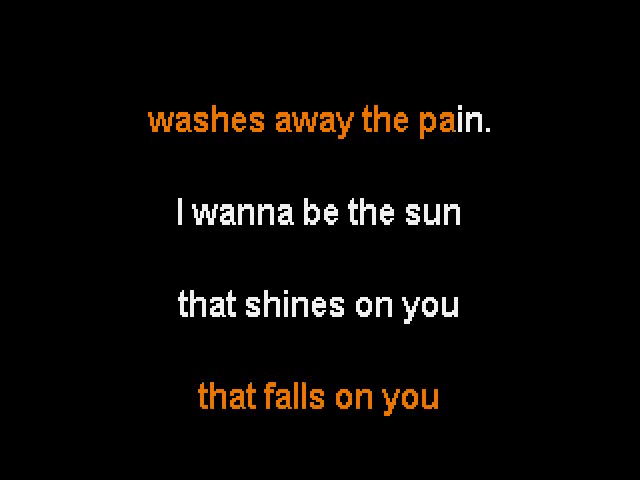 washes away the pain.
I wanna be the sun
that shines on you
that falls on you